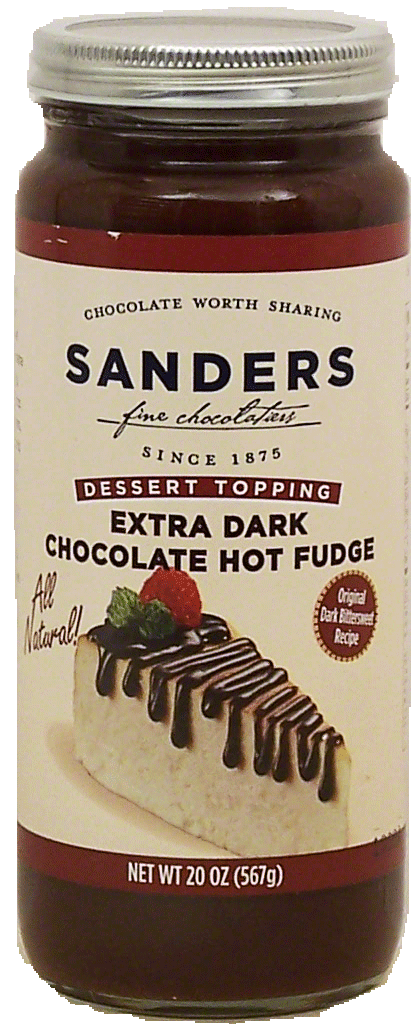 CHOCOLATE WORTH SHARING
SANDERS
fine chocolatiers
SINCE 1875
DESSERT TOPPING
EXTRA DARK
CHOCOLATE HOT FUDGE
All
Natural!
Original
Dark Bittersweet
Recipe
NET WT 20 OZ (567g)